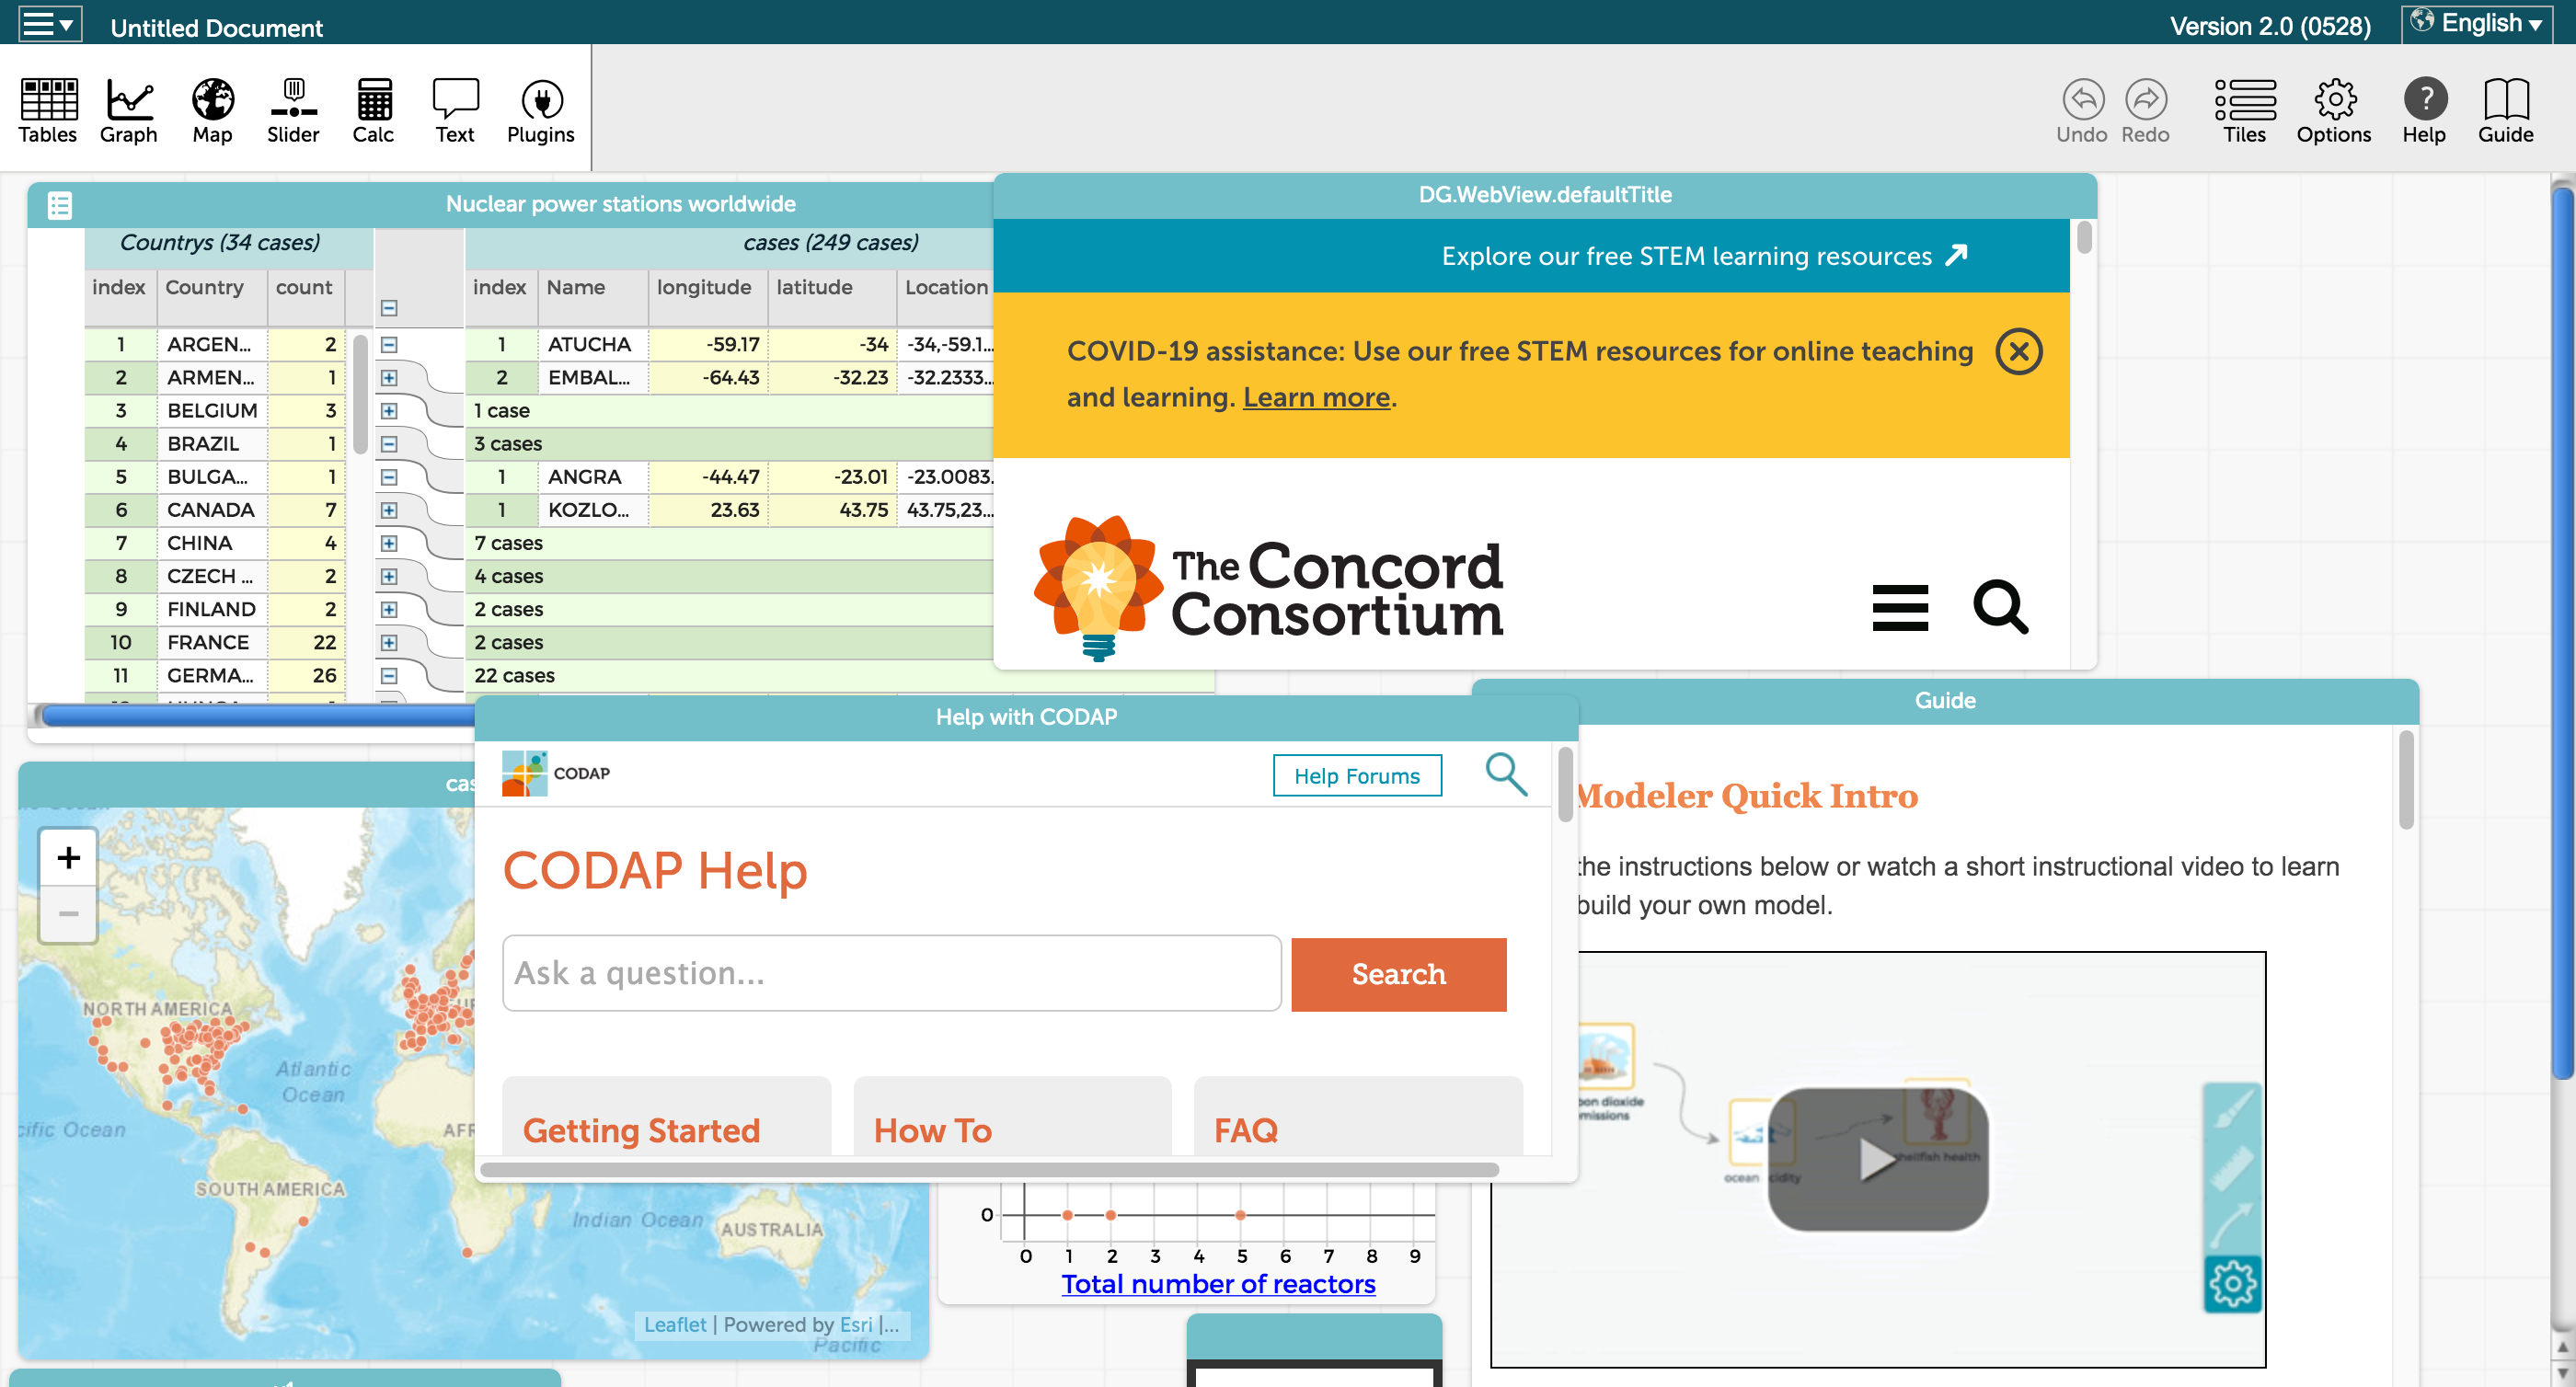 Untitled Document
Version 2.0 (0528)
English
Tables
Graph
Map
Slider
Calc
Text
Plugins
Undo
Redo
Tiles
Options
Help
Guide
Nuclear power stations worldwide
Countrys (34 cases)
cases (249 cases)
index Country count
index Name longitude latitude Location
1 ARGEN... 2
2 ARMEN... 1
3 BELGIUM 3
4 BRAZIL 1
5 BULGA... 1
6 CANADA 7
7 CHINA 4
8 CZECH ... 2
9 FINLAND 2
10 FRANCE 22
11 GERMA... 26
1 ATUCHA -59.17 -34 -34,-59.1...
2 EMBAL... -64.43 -32.23 -32.2333...
1 case
3 cases
1 ANGRA -44.47 -23.01 -23.0083.
1 KOZLO... 23.63 43.75 43.75,23...
7 cases
4 cases
2 cases
2 cases
22 cases
DG.WebView.defaultTitle
Explore our free STEM learning resources
COVID-19 assistance: Use our free STEM resources for online teaching
and learning. Learn more.
The Concord
Consortium
Help with CODAP
CODAP
Help Forums
CODAP Help
Ask a question...
Search
Getting Started
How To
FAQ
Guide
Modeler Quick Intro
the instructions below or watch a short instructional video to learn
build your own model.
bon dioxide
missions
ocean cidity
hellfish health
cas
NORTH AMERICA
Atlantic
Ocean
cific Ocean
AFR
SOUTH AMERICA
Indian Ocean
AUSTRALIA
Leaflet | Powered by Esri |...
Pacific
0
0 1 2 3 4 5 6 7 8 9
Total number of reactors